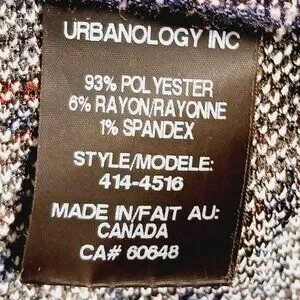 URBANOLOGY INC
93% POLYESTER
6% RAYON/RAYONNE
1% SPANDEX
STYLE/MODELE:
414-4516
MADE IN/FAIT AU:
CANADA
CA# 60648